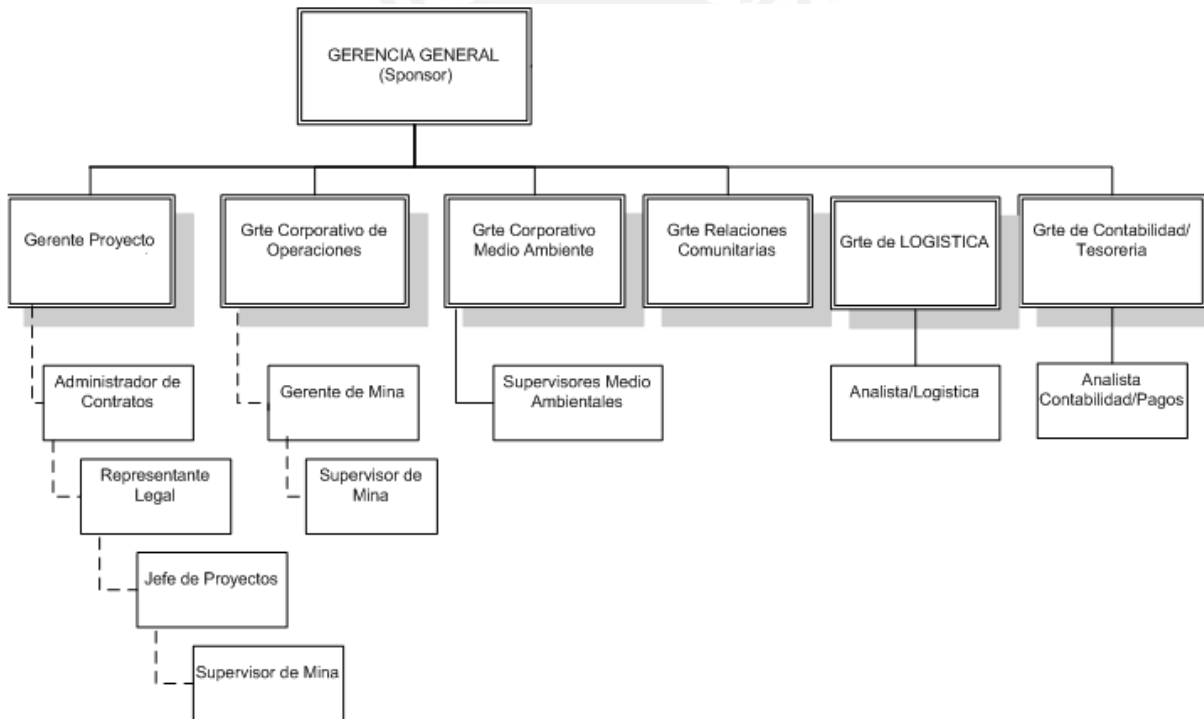 GERENCIA GENERAL
(Sponsor)
Gerente Proyecto
Grte Corporativo de
Operaciones
Grte Corporativo
Medio Ambiente
Grte Relaciones
Comunitarias
Grte de LOGISTICA
Grte de Contabilidad/
Tesoreria
Administrador de
Contratos
Gerente de Mina
Supervisores Medio
Ambientales
Analista/Logistica
Analista
Contabilidad/Pagos
Representante
Legal
Supervisor de
Mina
Jefe de Proyectos
Supervisor de Mina